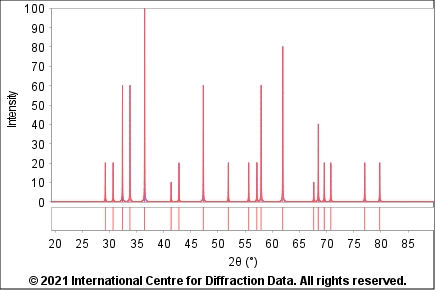 100
90
80
70
60
50
40
30
20
10
0
Intensity
20 25 30 35 40 45 50 55 60 65 70 75 80 85
2θ (°)
© 2021 International Centre for Diffraction Data. All rights reserved.